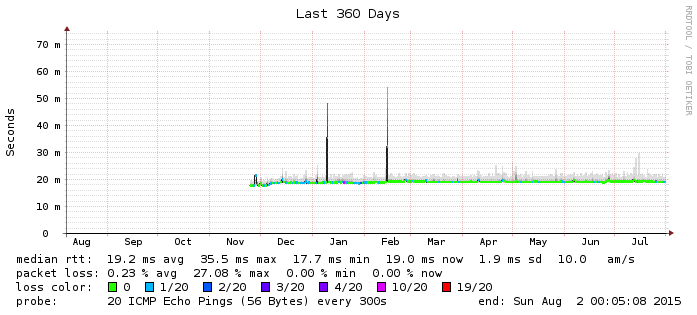 Last 360 Days
RRDTOOL / TOBI OETIKER
Seconds
70 m
60 m
50 m
40 m
30 m
20 m
10 m
0
Aug Sep Oct Nov Dec Jan Feb Mar Apr May Jun Jul
median rtt: 19.2 ms avg 35.5 ms max 17.7 ms min 19.0 ms now 1.9 ms sd 10.0 am/s
packet loss: 0.23 % avg 27.08 % max 0.00 % min 0.00 % now
loss color: 0 1/20 2/20 3/20 4/20 10/20 19/20
probe: 20 ICMP Echo Pings (56 Bytes) every 300s end: Sun Aug 2 00:05:08 2015